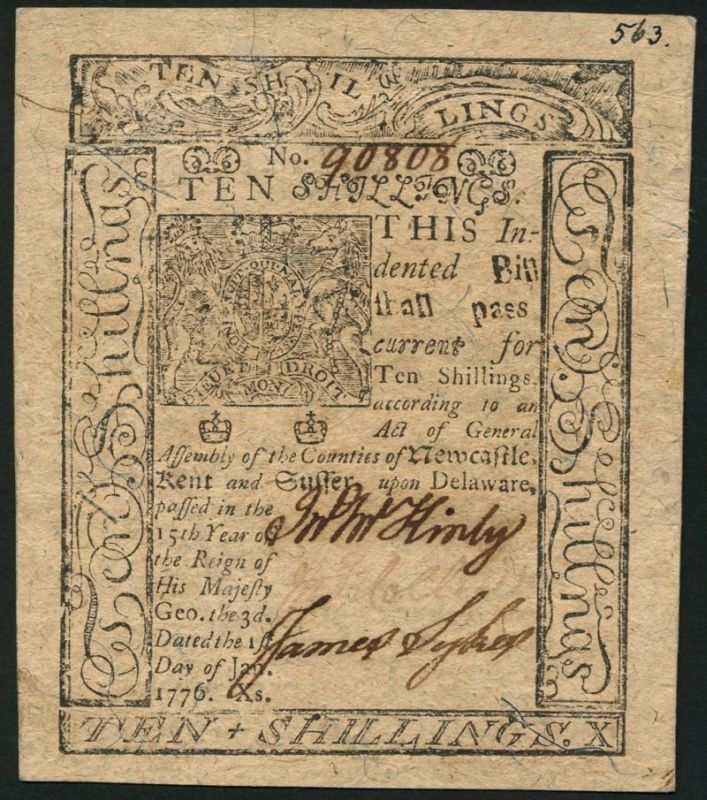 563.
TEN SHILLINGS
No. 90808
TEN SHILLINGS.
THIS In-
dented Bill
ſhall paſs
current for
Ten Shillings.
according to an
Act of General
Aſſembly of the Counties of Newcaſtle,
Kent and Suſſex upon Delaware,
paſſed in the
15th Year of
the Reign of
His Majeſty
Geo. the 3d.
Dated the 1ſt
Day of Jan.
1776. Xs.
DIEU ET MON DROIT
Jno McKinly
James Sykes
Ten Shillings
Ten Shillings
TEN + SHILLINGS. X